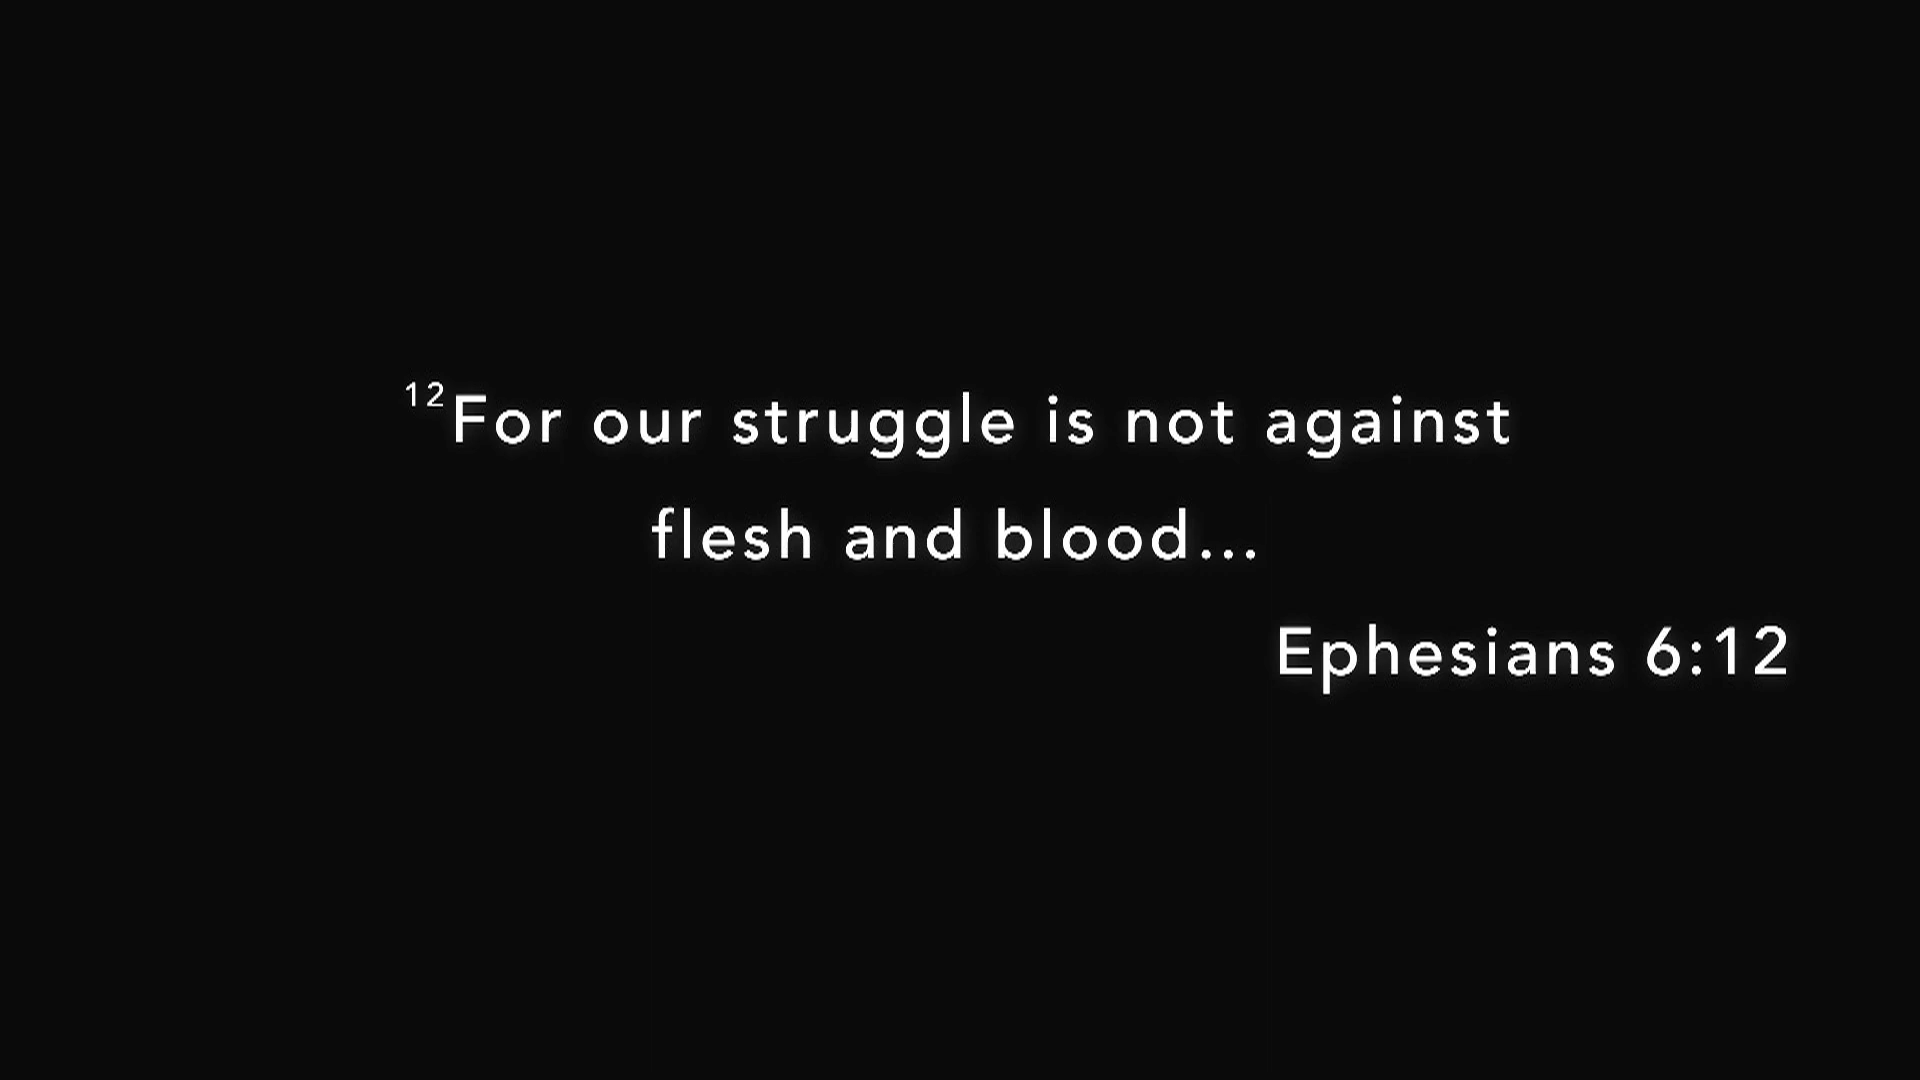 12For our struggle is not against
flesh and blood...
Ephesians 6:12